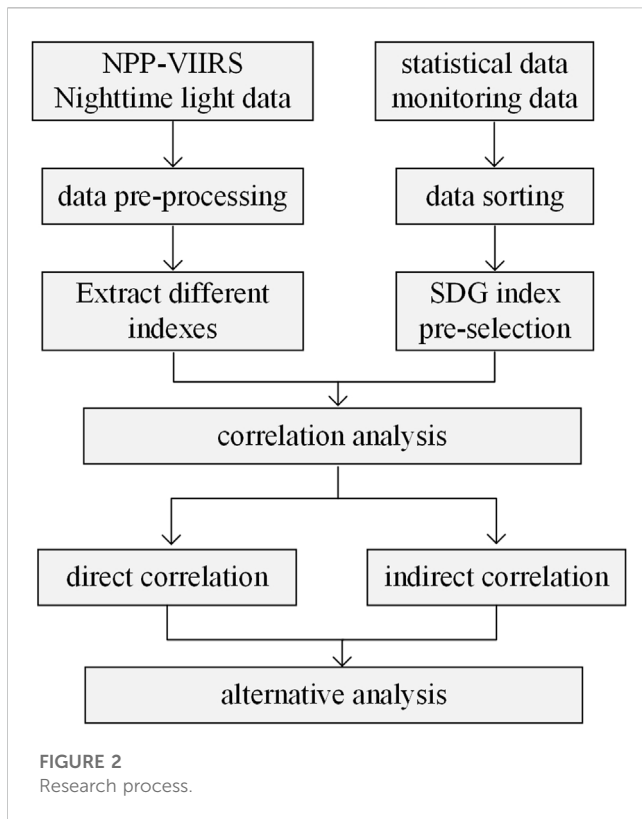 NPP-VIIRS
Nighttime light data
statistical data
monitoring data
data pre-processing
data sorting
Extract different
indexes
SDG index
pre-selection
correlation analysis
direct correlation
indirect correlation
alternative analysis
FIGURE 2
Research process.